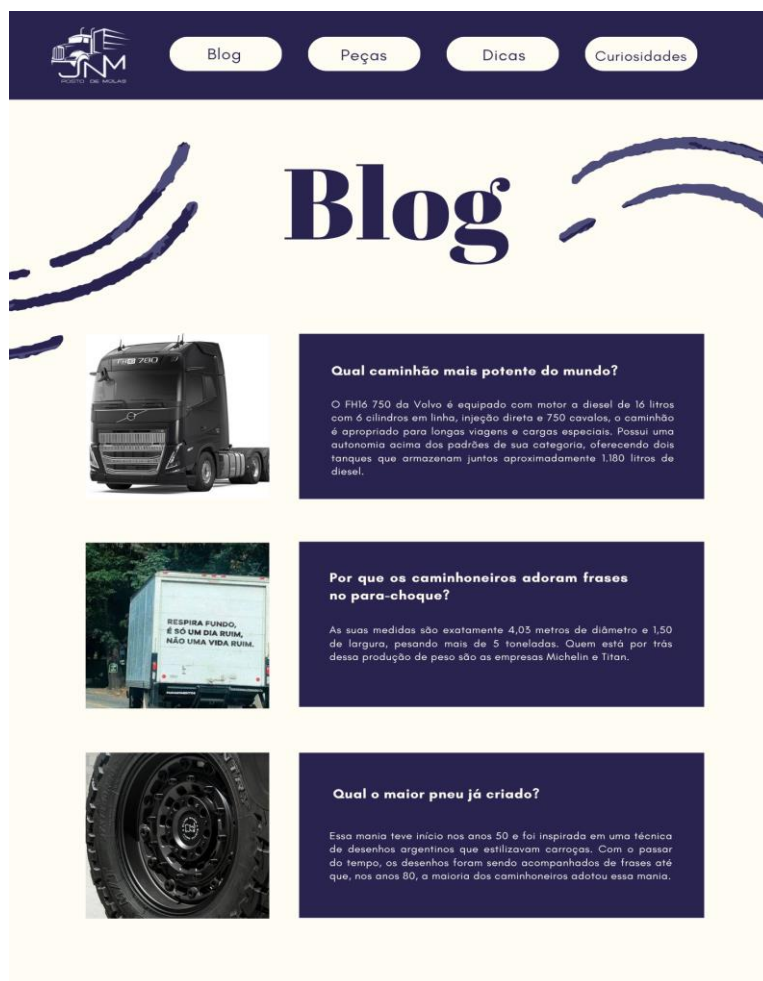 JNM
POSTO DE MOLAS
Blog
Peças
Dicas
Curiosidades
Blog
FH16 780
Qual caminhão mais potente do mundo?
O FH16 750 da Volvo é equipado com motor a diesel de 16 litros
com 6 cilindros em linha, injeção direta e 750 cavalos, o caminhão
é apropriado para longas viagens e cargas especiais. Possui uma
autonomia acima dos padrões de sua categoria, oferecendo dois
tanques que armazenam juntos aproximadamente 1.180 litros de
diesel.
RESPIRA FUNDO,
É SÓ UM DIA RUIM,
NÃO UMA VIDA RUIM.
Por que os caminhoneiros adoram frases
no para-choque?
As suas medidas são exatamente 4,03 metros de diâmetro e 1,50
de largura, pesando mais de 5 toneladas. Quem está por trás
dessa produção de peso são as empresas Michelin e Titan.
Qual o maior pneu já criado?
Essa mania teve início nos anos 50 e foi inspirada em uma técnica
de desenhos argentinos que estilizavam carroças. Com o passar
do tempo, os desenhos foram sendo acompanhados de frases até
que, nos anos 80, a maioria dos caminhoneiros adotou essa mania.